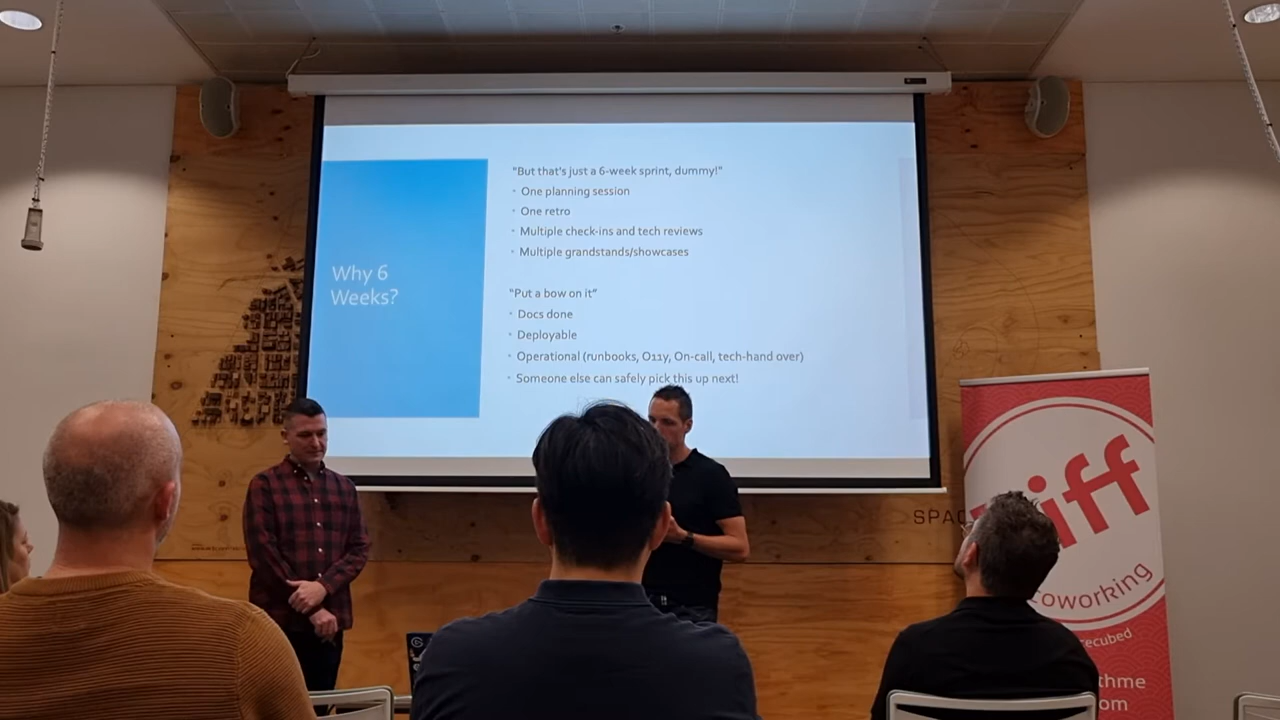 "But that's just a 6-week sprint, dummy!"
One planning session
One retro
Multiple check-ins and tech reviews
Multiple grandstands/showcases
Why 6
Weeks?
"Put a bow on it"
Docs done
Deployable
Operational (runbooks, O11y, On-call, tech-hand over)
Someone else can safely pick this up next!
SPAC
iff
coworking
ecubed
thme
om